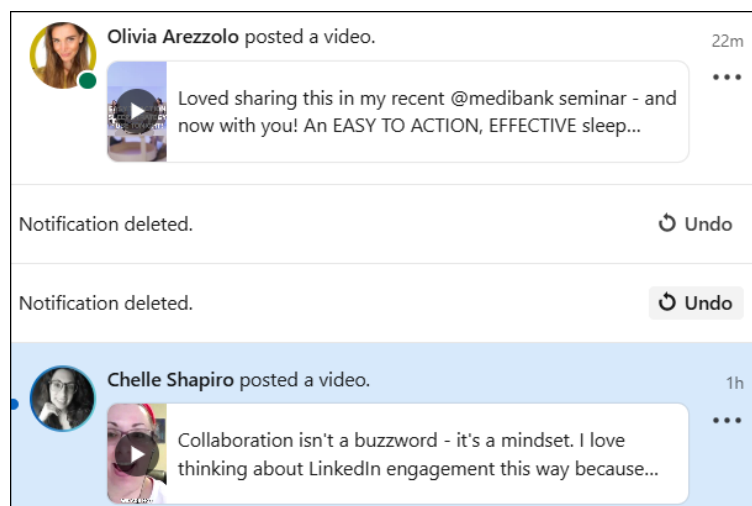 Olivia Arezzolo posted a video.
22m
Loved sharing this in my recent @medibank seminar - and
now with you! An EASY TO ACTION, EFFECTIVE sleep...
Notification deleted.
Undo
Notification deleted.
Undo
Chelle Shapiro posted a video.
1h
Collaboration isn't a buzzword - it's a mindset. I love
thinking about LinkedIn engagement this way because...